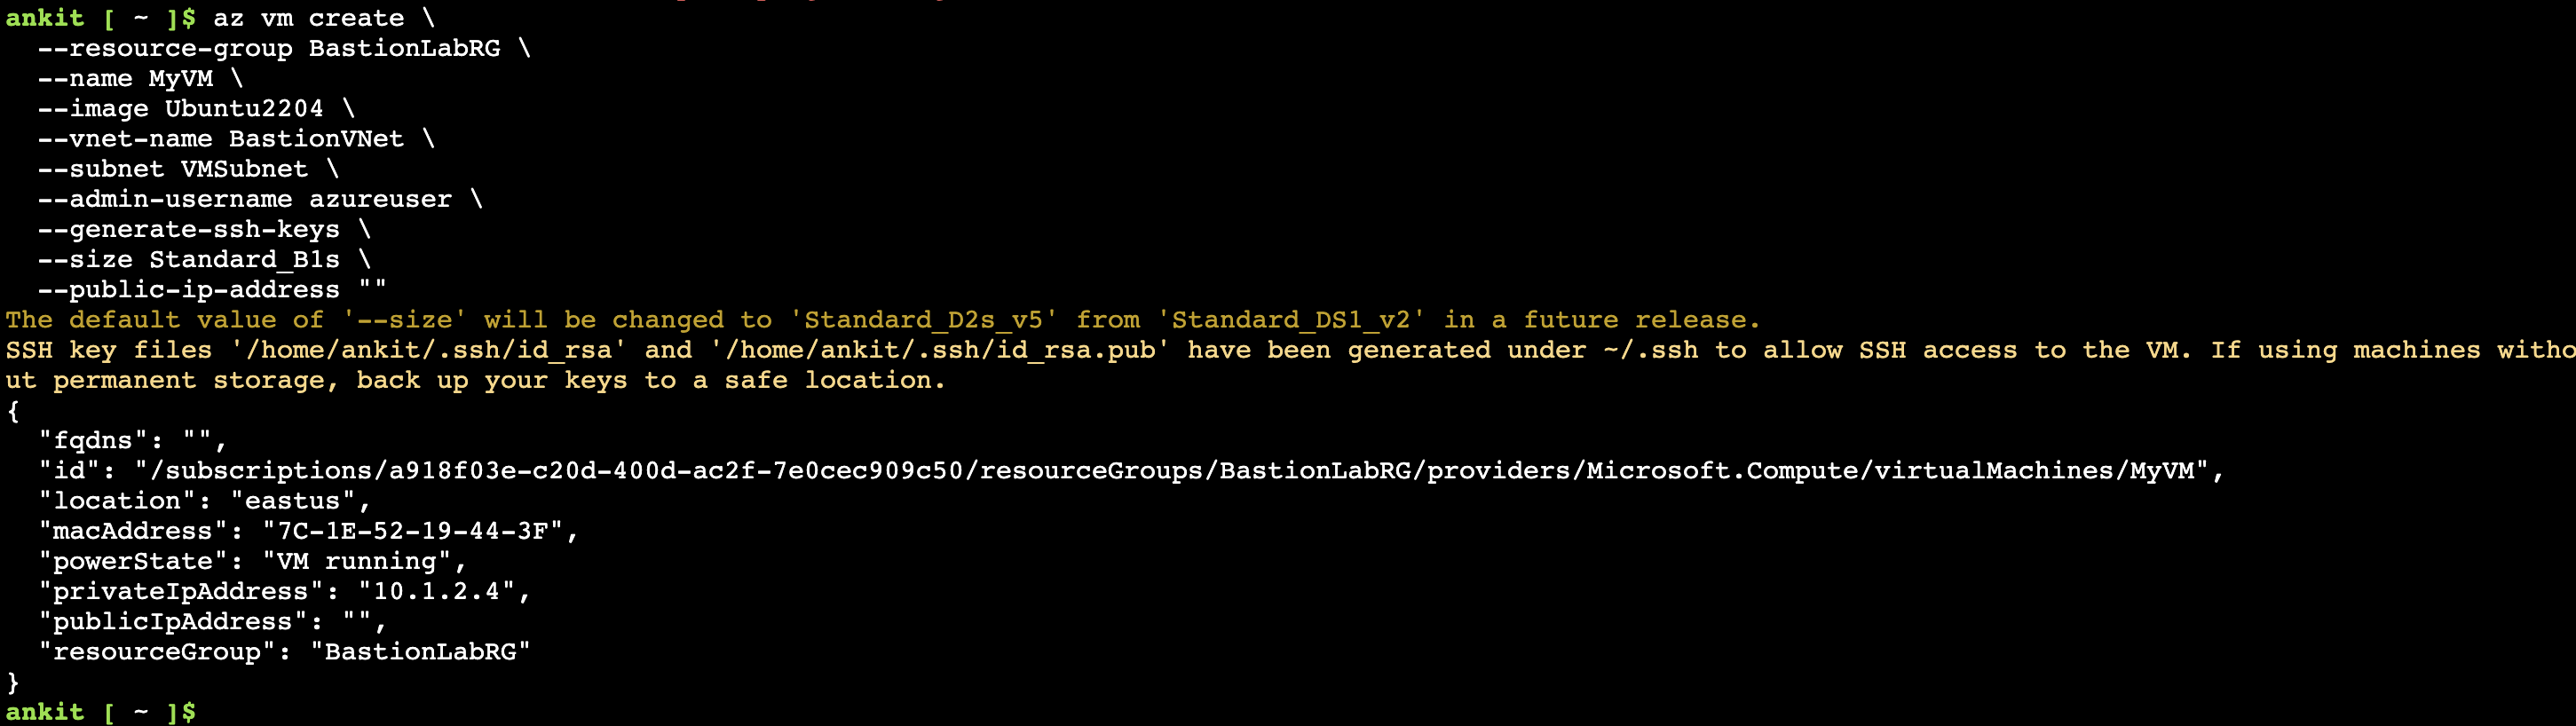 ankit [ ~ ]$ az vm create \
  --resource-group BastionLabRG \
  --name MyVM \
  --image Ubuntu2204 \
  --vnet-name BastionVNet \
  --subnet VMSubnet \
  --admin-username azureuser \
  --generate-ssh-keys \
  --size Standard_B1s \
  --public-ip-address ""
The default value of '--size' will be changed to 'Standard_D2s_v5' from 'Standard_DS1_v2' in a future release.
SSH key files '/home/ankit/.ssh/id_rsa' and '/home/ankit/.ssh/id_rsa.pub' have been generated under ~/.ssh to allow SSH access to the VM. If using machines witho
ut permanent storage, back up your keys to a safe location.
{
  "fqdns": "",
  "id": "/subscriptions/a918f03e-c20d-400d-ac2f-7e0cec909c50/resourceGroups/BastionLabRG/providers/Microsoft.Compute/virtualMachines/MyVM",
  "location": "eastus",
  "macAddress": "7C-1E-52-19-44-3F",
  "powerState": "VM running",
  "privateIpAddress": "10.1.2.4",
  "publicIpAddress": "",
  "resourceGroup": "BastionLabRG"
}
ankit [ ~ ]$